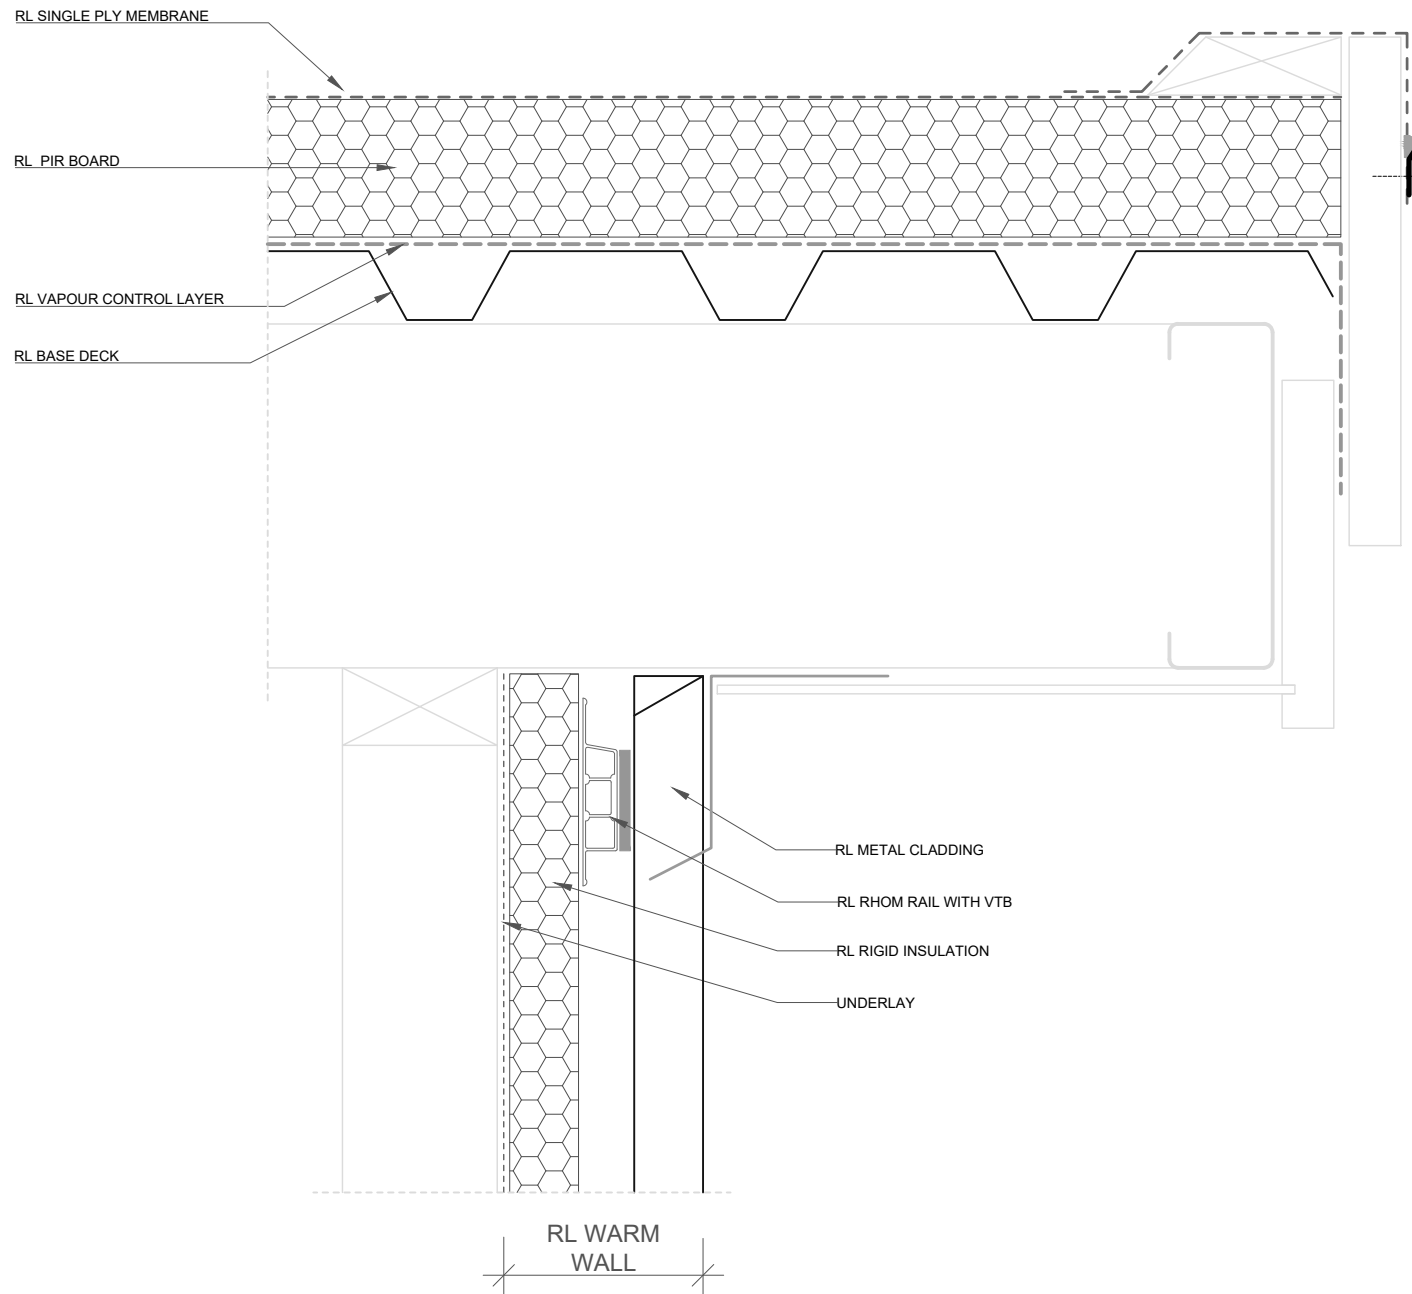 RL SINGLE PLY MEMBRANE
RL PIR BOARD
RL VAPOUR CONTROL LAYER
RL BASE DECK
RL METAL CLADDING
RL RHOM RAIL WITH VTB
RL RIGID INSULATION
UNDERLAY
RL WARM
WALL